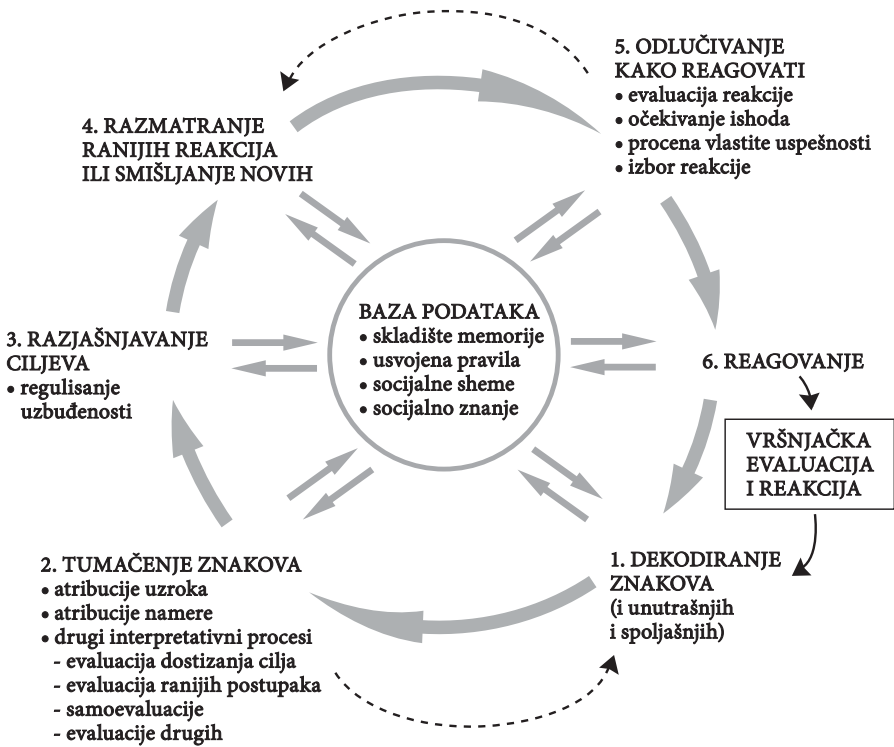 5. ODLUČIVANJE
KAKO REAGOVATI
• evaluacija reakcije
• očekivanje ishoda
• procena vlastite uspešnosti
• izbor reakcije
4. RAZMATRANJE
RANIJIH REAKCIJA
ILI SMIŠLJANJE NOVIH
BAZA PODATAKA
• skladište memorije
• usvojena pravila
• socijalne sheme
• socijalno znanje
3. RAZJAŠNJAVANJE
CILJEVA
• regulisanje
uzbuđenosti
6. REAGOVANJE
VRŠNJAČKA
EVALUACIJA
I REAKCIJA
2. TUMAČENJE ZNAKOVA
• atribucije uzroka
• atribucije namere
• drugi interpretativni procesi
- evaluacija dostizanja cilja
- evaluacija ranijih postupaka
- samoevaluacije
- evaluacije drugih
1. DEKODIRANJE
ZNAKOVA
(i unutrašnjih
i spoljašnjih)